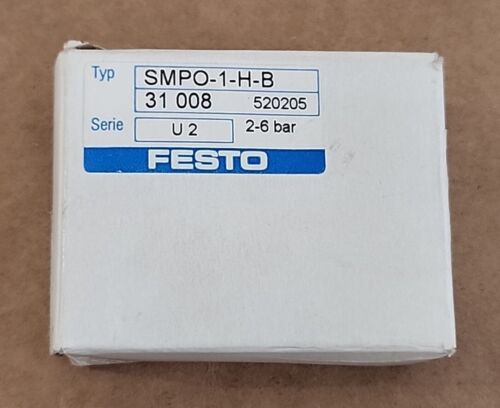 Typ SMPO-1-H-B
31 008 520205
Serie U 2 2-6 bar
FESTO